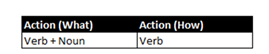 Action (What) Action (How)
Verb + Noun Verb